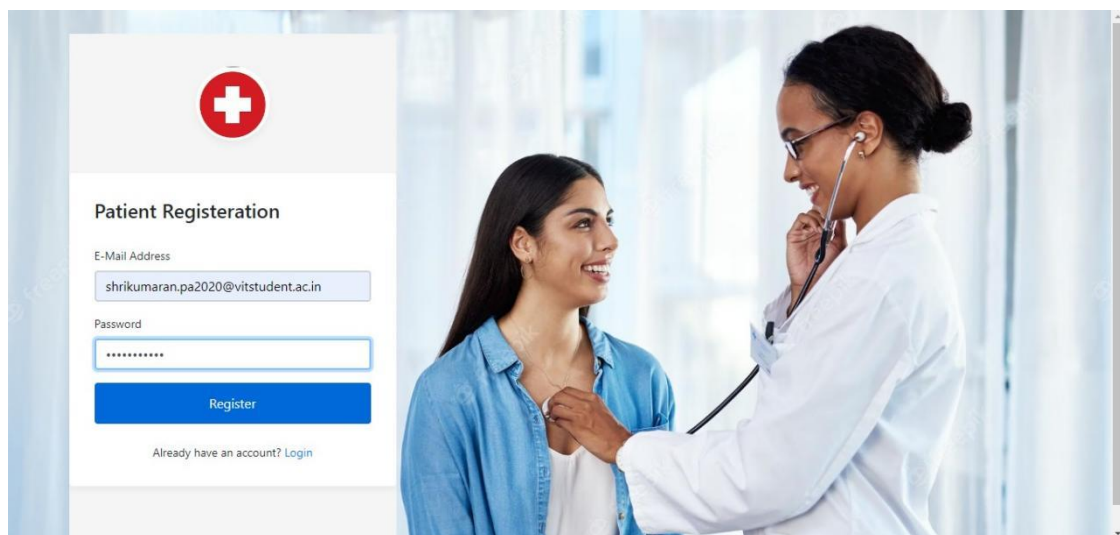 Patient Registeration
E-Mail Address
shrikumaran.pa2020@vitstudent.ac.in
Password
•••••••••••
Register
Already have an account? Login